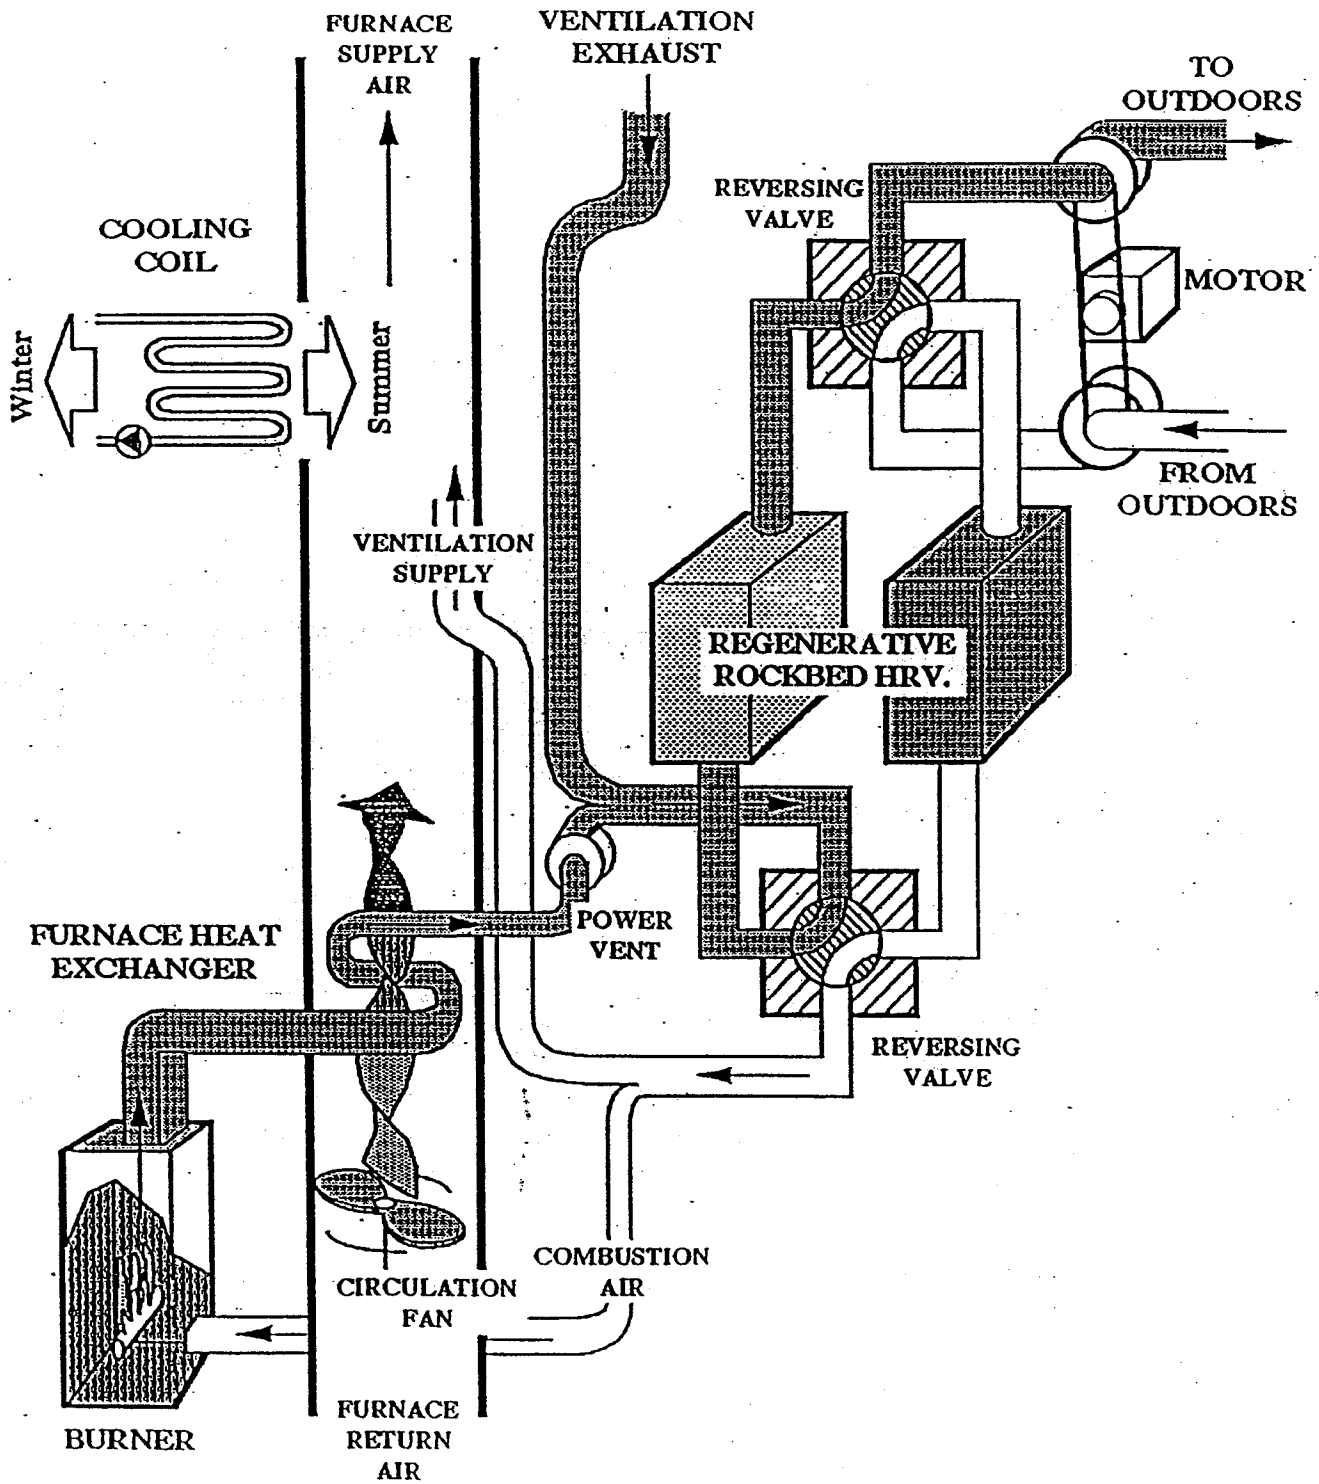 FURNACE
SUPPLY
AIR
VENTILATION
EXHAUST
TO
OUTDOORS
REVERSING
VALVE
COOLING
COIL
MOTOR
Winter
Summer
FROM
OUTDOORS
VENTILATION
SUPPLY
REGENERATIVE
ROCKBED HRV.
POWER
VENT
FURNACE HEAT
EXCHANGER
REVERSING
VALVE
COMBUSTION
AIR
CIRCULATION
FAN
FURNACE
RETURN
AIR
BURNER